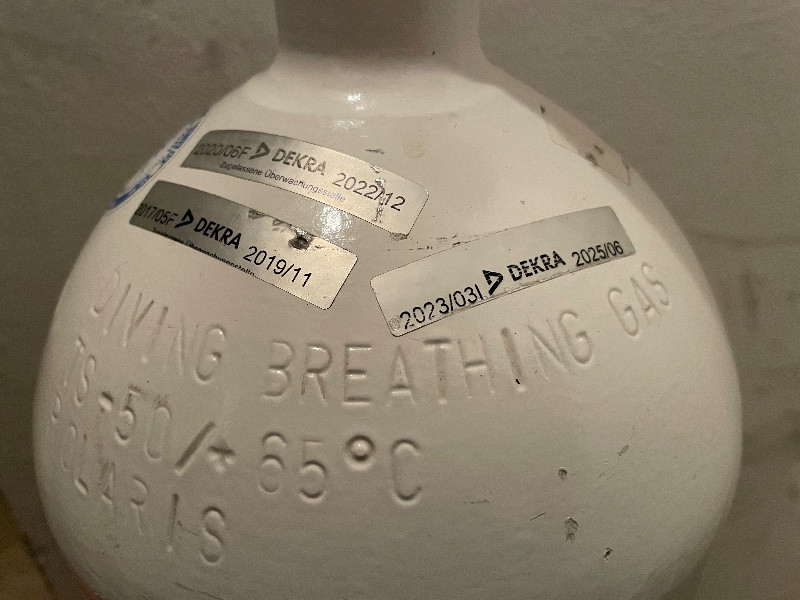 2020/06F DEKRA 2022/12
Zugelassene Überwachungsstelle
2017/05F DEKRA 2019/11
2023/03I DEKRA 2025/06
DIVING BREATHING GAS
TS -50/+65°C
POLARIS